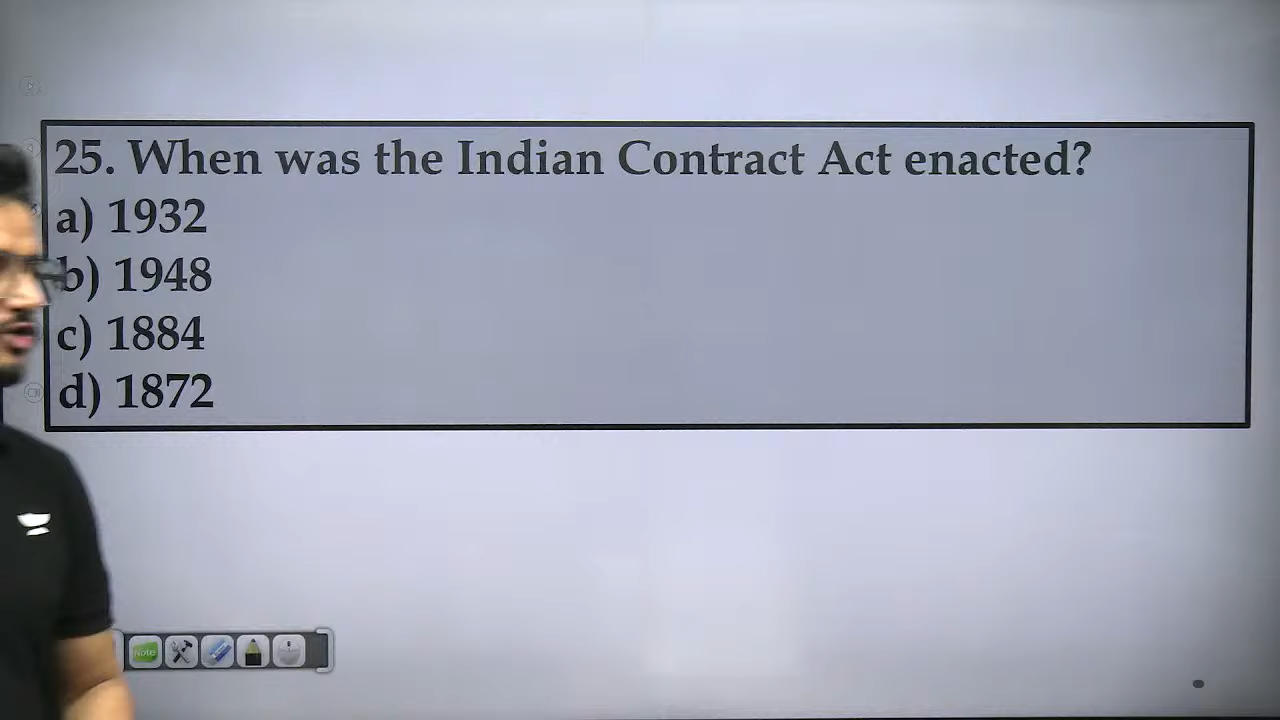 25. When was the Indian Contract Act enacted?
a) 1932
b) 1948
c) 1884
d) 1872
Note